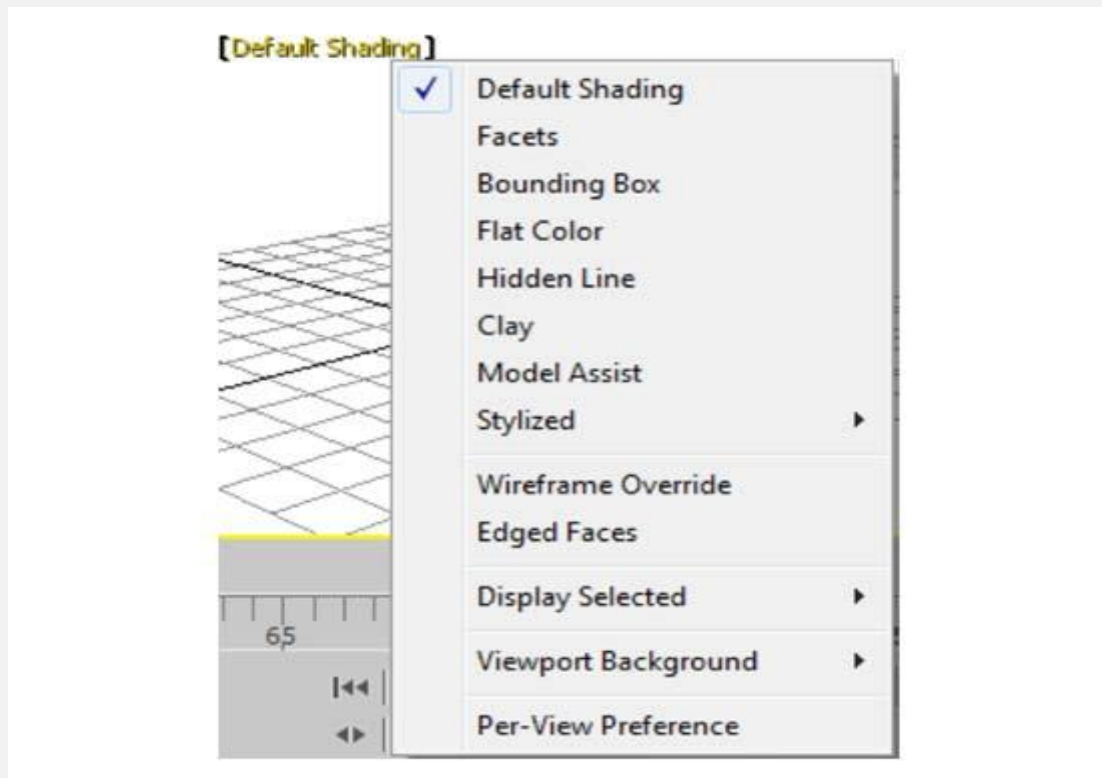 [Default Shading]
Default Shading
Facets
Bounding Box
Flat Color
Hidden Line
Clay
Model Assist
Stylized
Wireframe Override
Edged Faces
Display Selected
Viewport Background
Per-View Preference
65